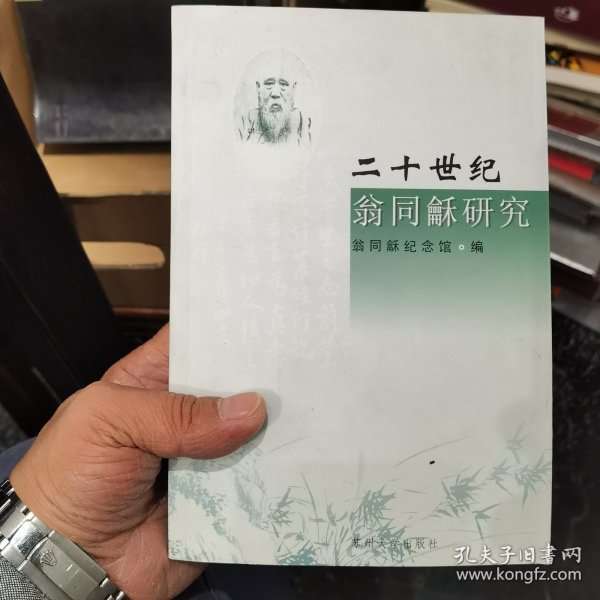 二十世纪
翁同龢研究
翁同龢纪念馆。编
苏州大学出版社
孔夫子旧书网
www.kongfz.com